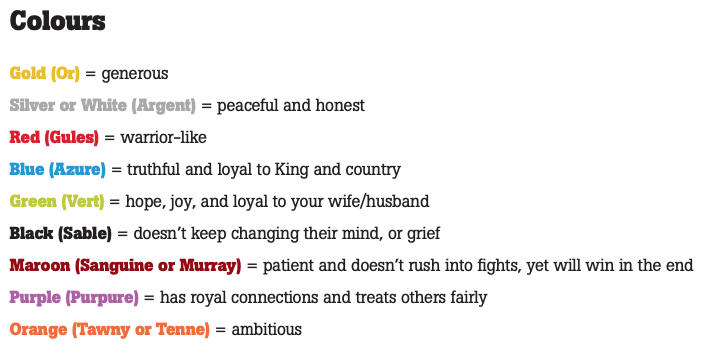 Colours
Gold (Or) = generous
Silver or White (Argent) = peaceful and honest
Red (Gules) = warrior-like
Blue (Azure) = truthful and loyal to King and country
Green (Vert) = hope, joy, and loyal to your wife/husband
Black (Sable) = doesn't keep changing their mind, or grief
Maroon (Sanguine or Murray) = patient and doesn't rush into fights, yet will win in the end
Purple (Purpure) = has royal connections and treats others fairly
Orange (Tawny or Tenne) = ambitious